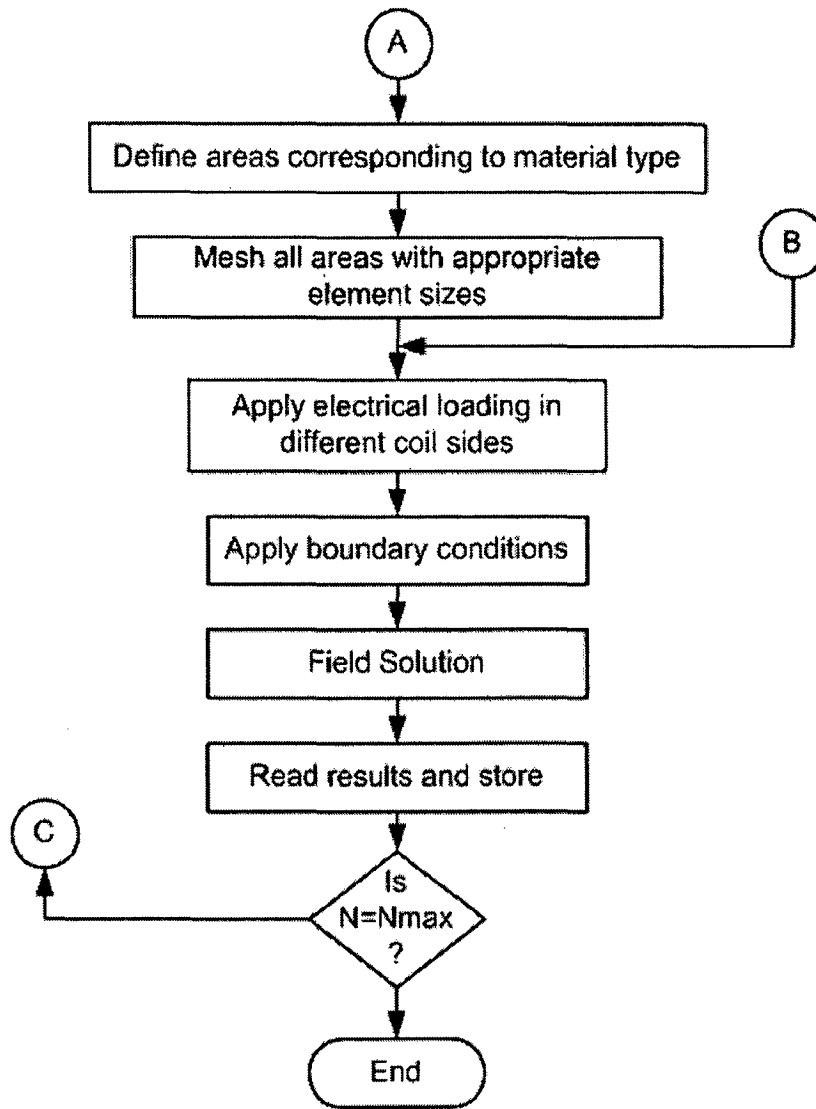 A
Define areas corresponding to material type
Mesh all areas with appropriate
element sizes
B
Apply electrical loading in
different coil sides
Apply boundary conditions
Field Solution
Read results and store
C
Is
N=Nmax
?
End